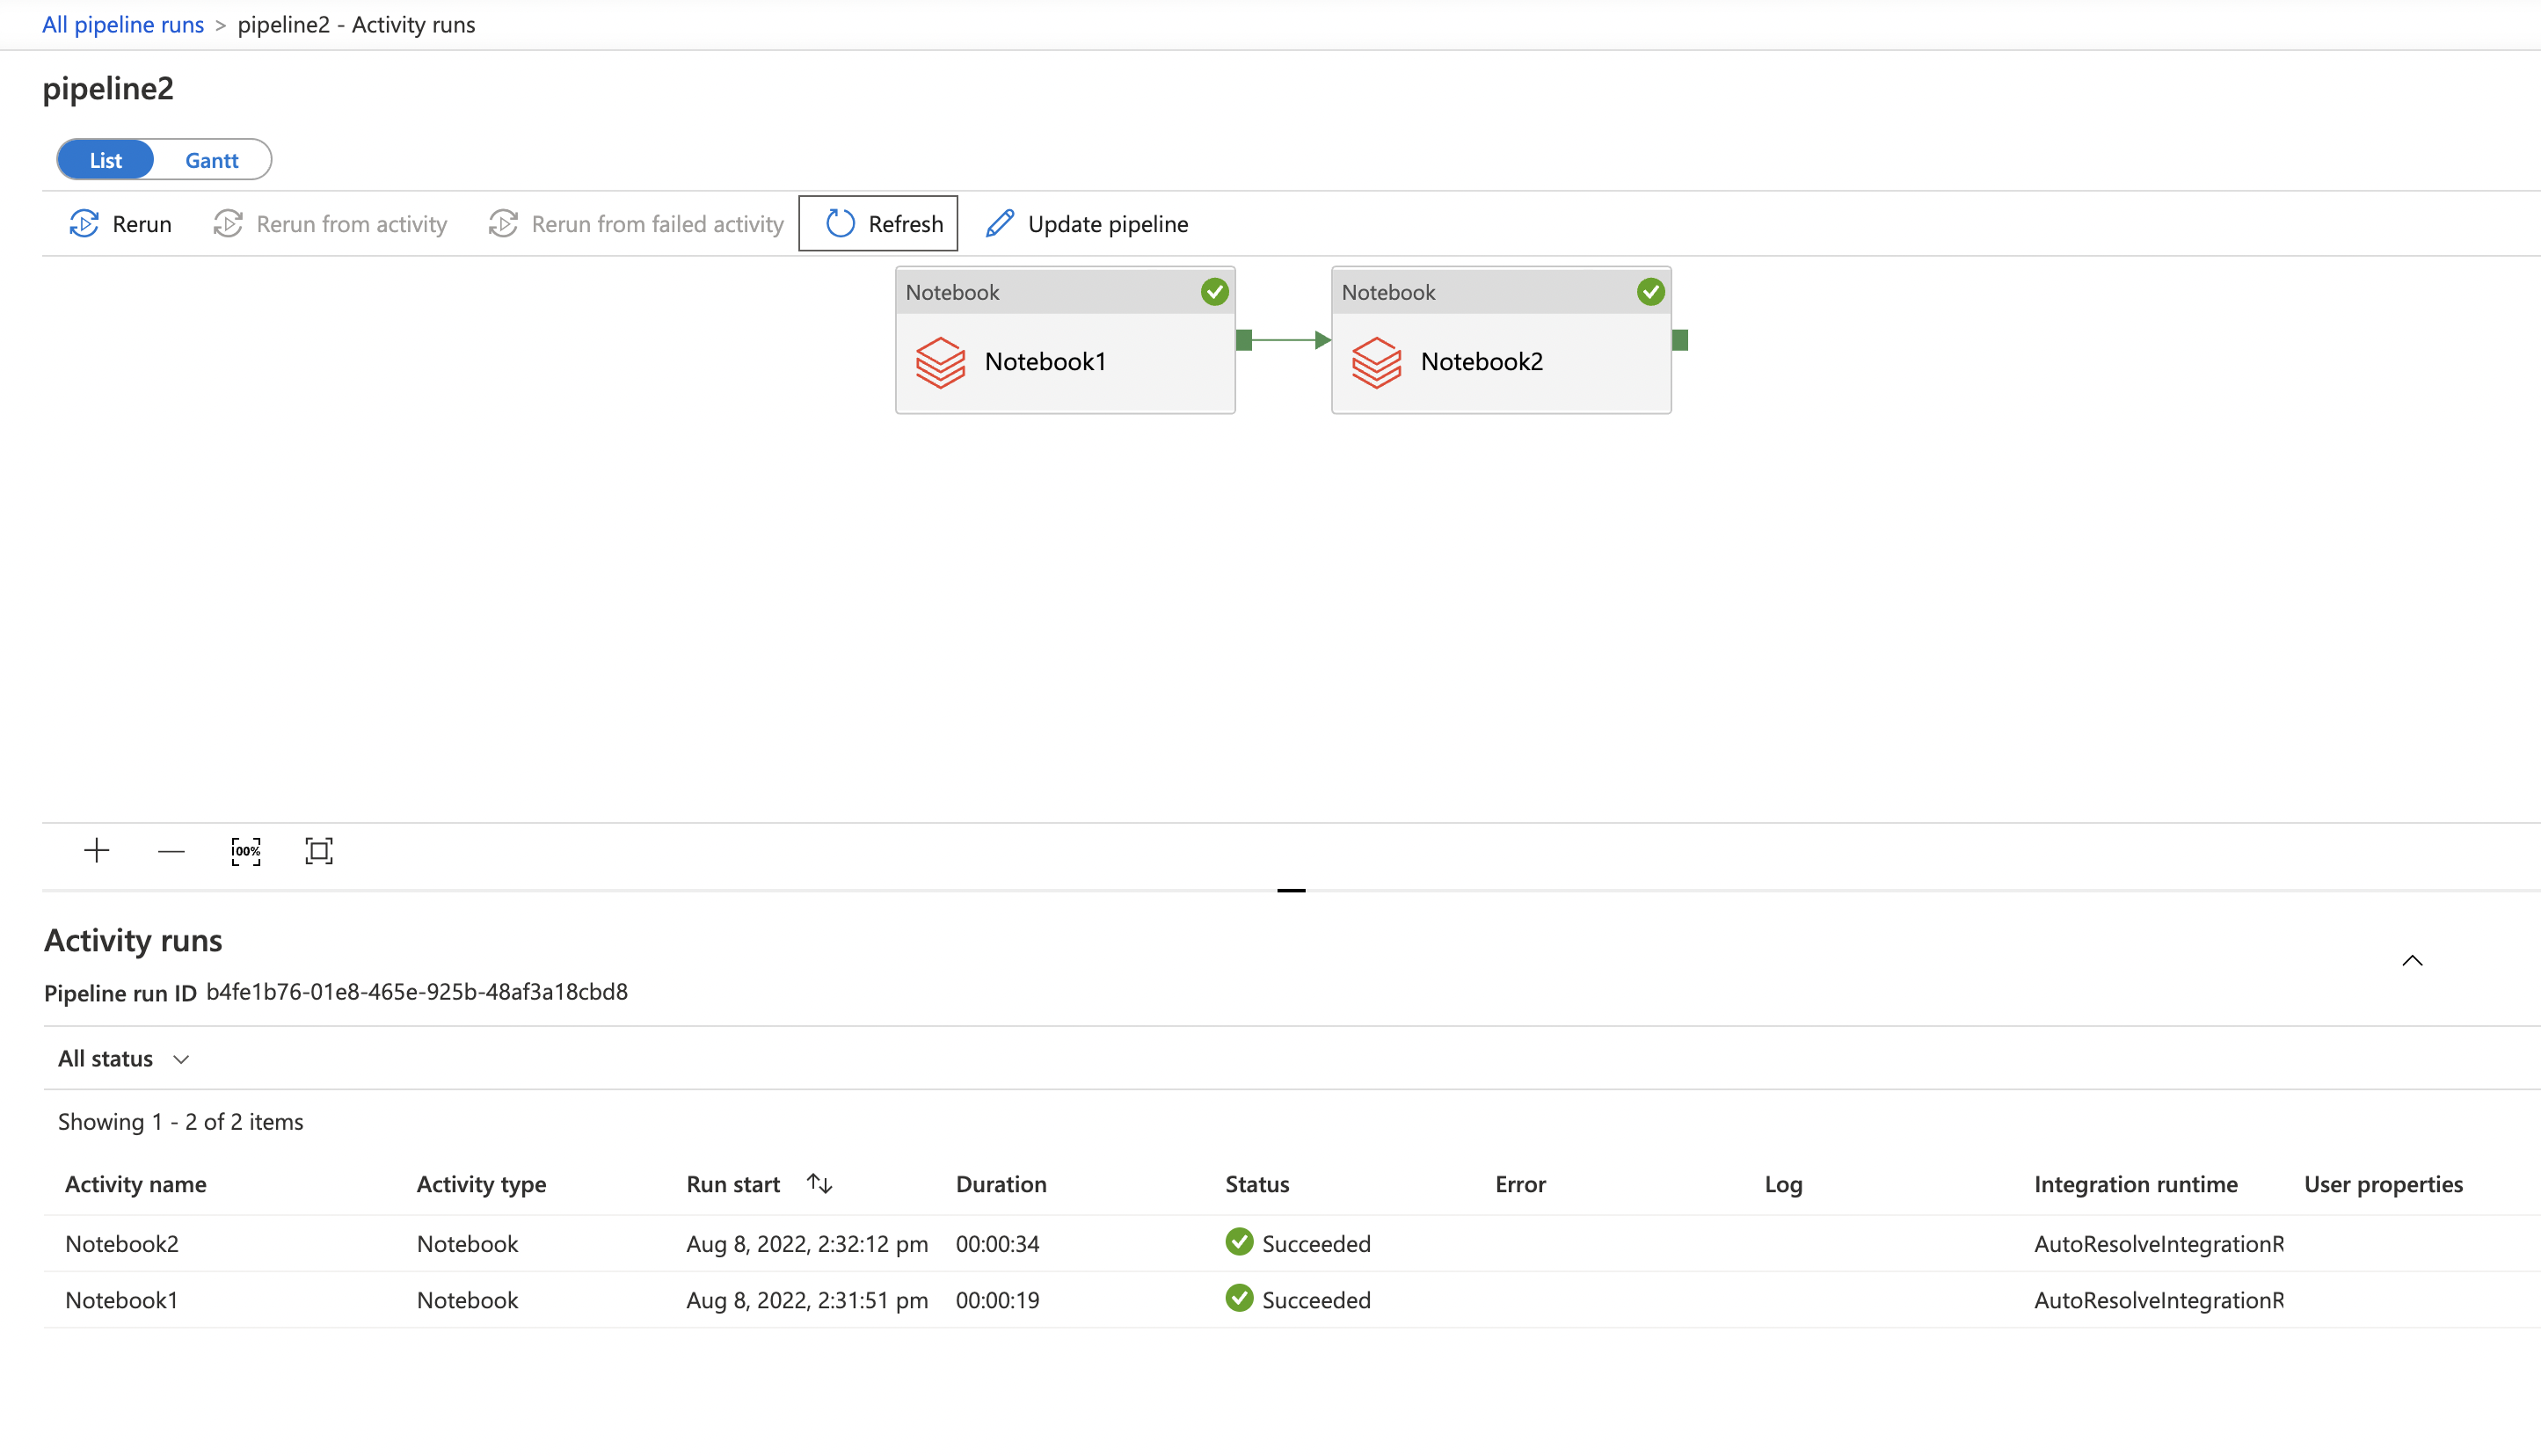 All pipeline runs > pipeline2 - Activity runs
pipeline2
List Gantt
Rerun Rerun from activity Rerun from failed activity Refresh Update pipeline
Notebook Notebook
Notebook1 Notebook2
00%
Activity runs
Pipeline run ID b4fe1b76-01e8-465e-925b-48af3a18cbd8
All status
Showing 1 - 2 of 2 items
Activity name Activity type Run start Duration Status Error Log Integration runtime User properties
Notebook2 Notebook Aug 8, 2022, 2:32:12 pm 00:00:34 Succeeded AutoResolveIntegrationR
Notebook1 Notebook Aug 8, 2022, 2:31:51 pm 00:00:19 Succeeded AutoResolveIntegrationR